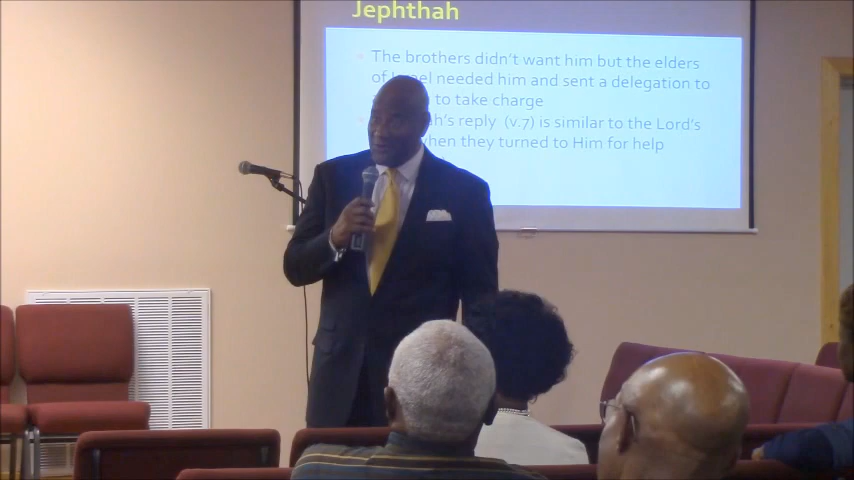 Jephthah
The brothers didn't want him but the elders
of needed him and sent a delegation to
to take charge
reply (v.7) is similar to the Lord's
when they turned to Him for help